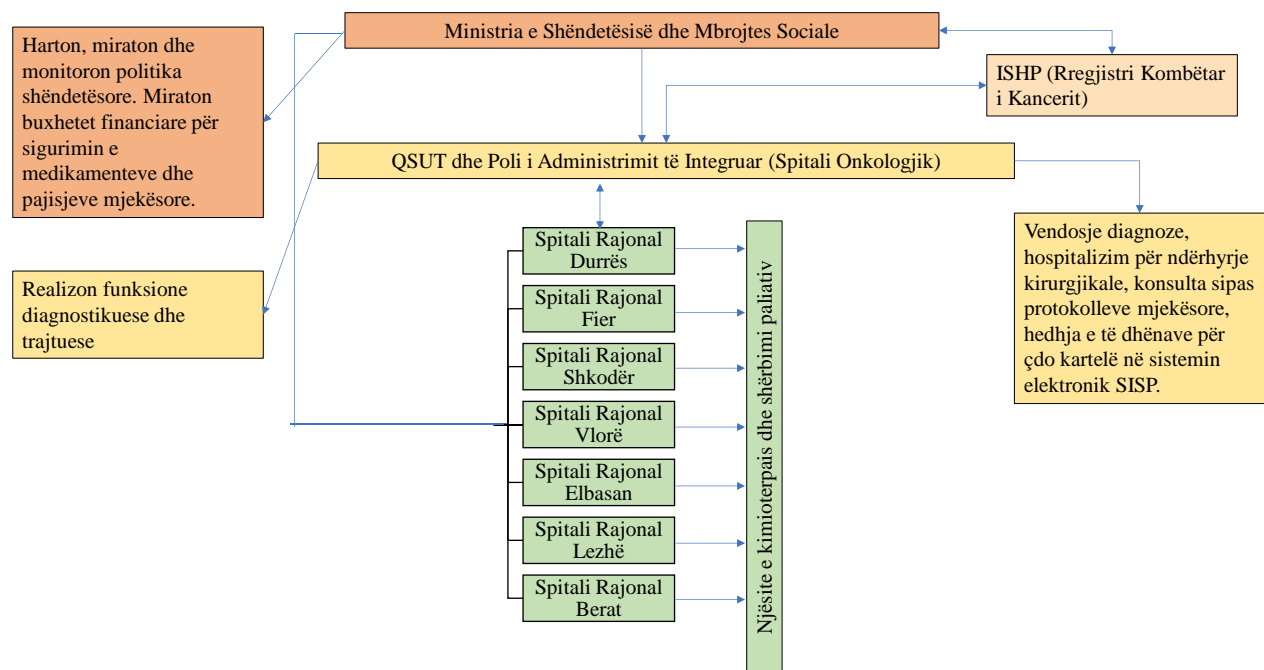 Ministria e Shëndetësisë dhe Mbrojtes Sociale
Harton, miraton dhe
monitoron politika
shëndetësore. Miraton
buxhetet financiare për
sigurimin e
medikamenteve dhe
pajisjeve mjekësore.
ISHP (Rregjistri Kombëtar
i Kancerit)
QSUT dhe Poli i Administrimit të Integruar (Spitali Onkologjik)
Realizon funksione
diagnostikuese dhe
trajtuese
Vendosje diagnoze,
hospitalizim për ndërhyrje
kirurgjikale, konsulta sipas
protokolleve mjekësore,
hedhja e të dhënave për
çdo kartelë në sistemin
elektronik SISP.
Spitali Rajonal
Durrës
Spitali Rajonal
Fier
Spitali Rajonal
Shkodër
Spitali Rajonal
Vlorë
Spitali Rajonal
Elbasan
Spitali Rajonal
Lezhë
Spitali Rajonal
Berat
Njësite e kimioterpais dhe shërbimi paliativ